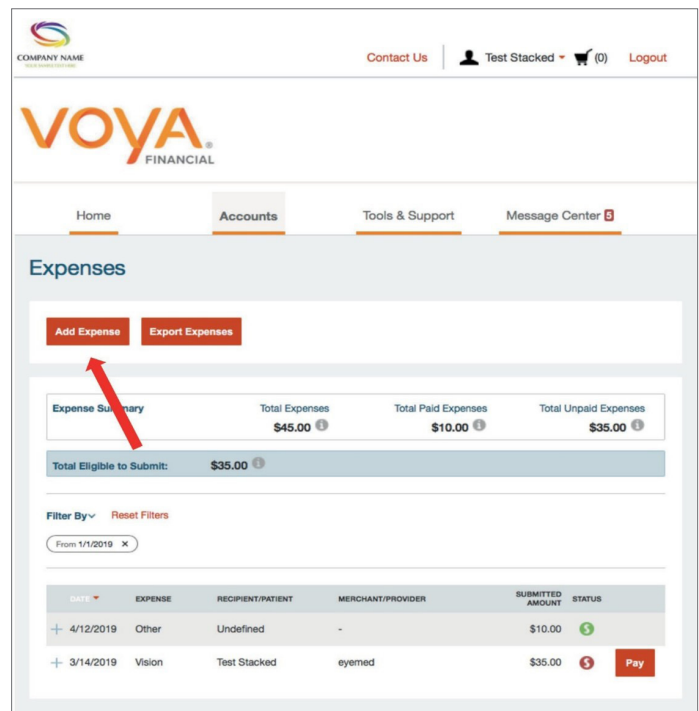 COMPANY NAME
Contact Us
Test Stacked
(0)
Logout
VOYA
FINANCIAL
Home
Accounts
Tools & Support
Message Center 5
Expenses
Add Expense
Export Expenses
Expense Summary
Total Expenses
Total Paid Expenses
Total Unpaid Expenses
$45.00
$10.00
$35.00
Total Eligible to Submit: $35.00
Filter By Reset Filters
From 1/1/2019 ×
DATE EXPENSE RECIPIENT/PATIENT MERCHANT/PROVIDER SUBMITTED AMOUNT STATUS
+ 4/12/2019 Other Undefined - $10.00 $
+ 3/14/2019 Vision Test Stacked eyemed $35.00 $ Pay